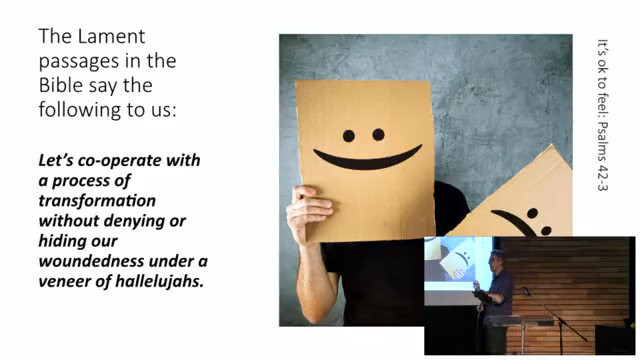 The Lament
passages in the
Bible say the
following to us:
Let's co-operate with
a process of
transformation
without denying or
hiding our
woundedness under a
veneer of hallelujahs.
It's ok to feel: Psalms 42-3